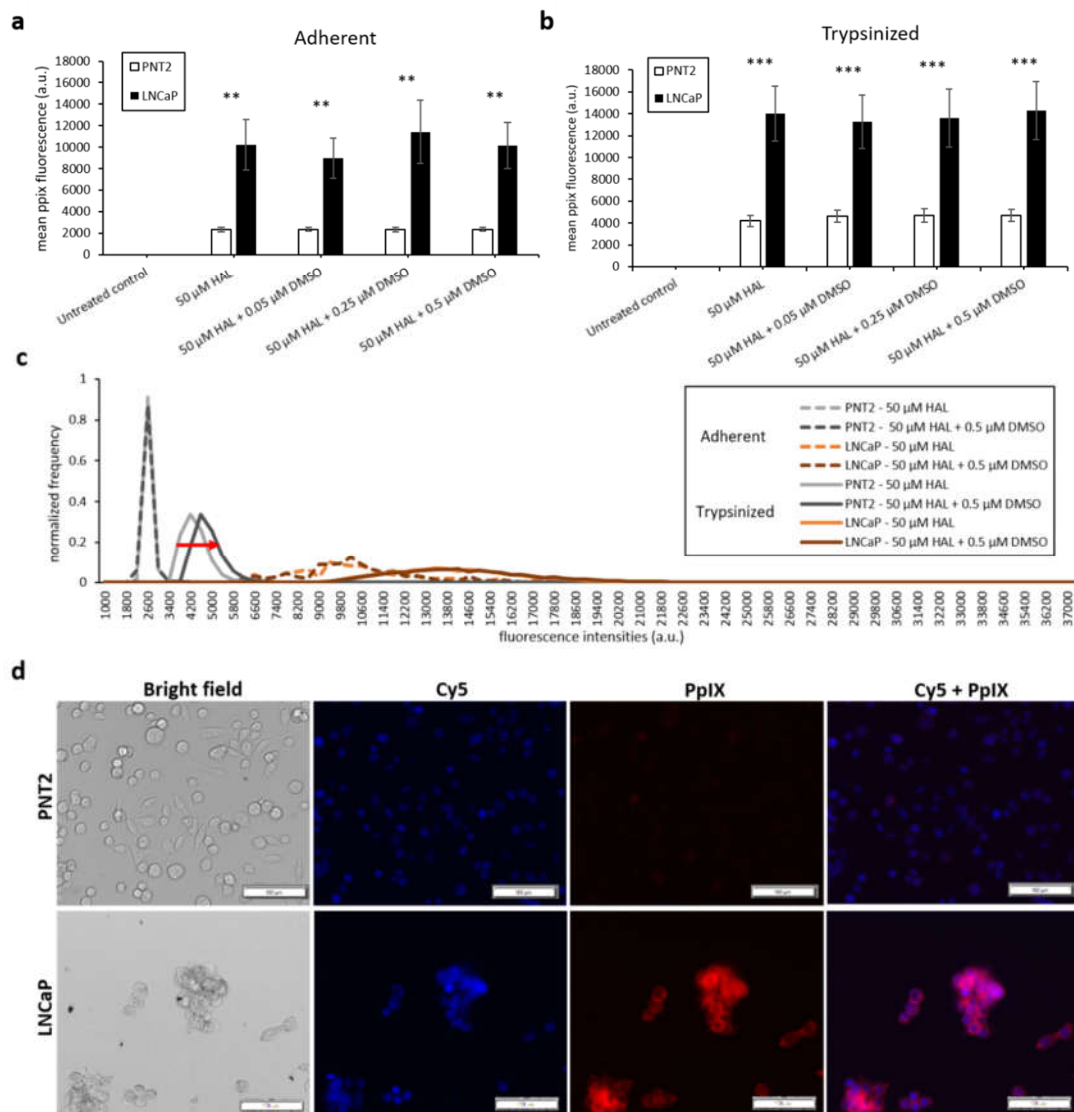 a
Adherent
mean ppix fluorescence (a.u.)
18000
16000
14000
12000
10000
8000
6000
4000
2000
0
PNT2
LNCaP
**
**
**
**
Untreated control
50 µM HAL
50 µM HAL + 0.05 µM DMSO
50 µM HAL + 0.25 µM DMSO
50 µM HAL + 0.5 µM DMSO
b
Trypsinized
mean ppix fluorescence (a.u.)
18000
16000
14000
12000
10000
8000
6000
4000
2000
0
PNT2
LNCaP
***
***
***
***
Untreated control
50 µM HAL
50 µM HAL + 0.05 µM DMSO
50 µM HAL + 0.25 µM DMSO
50 µM HAL + 0.5 µM DMSO
c
normalized frequency
1
0.8
0.6
0.4
0.2
0
1000
1800
2600
3400
4200
5000
5800
6600
7400
8200
9000
9800
10600
11400
12200
13000
13800
14600
15400
16200
17000
17800
18600
19400
20200
21000
21800
22600
23400
24200
25000
25800
26600
27400
28200
29000
29800
30600
31400
32200
33000
33800
34600
35400
36200
37000
fluorescence intensities (a.u.)
Adherent
PNT2 - 50 µM HAL
PNT2 - 50 µM HAL + 0.5 µM DMSO
LNCaP - 50 µM HAL
LNCaP - 50 µM HAL + 0.5 µM DMSO
Trypsinized
PNT2 - 50 µM HAL
PNT2 - 50 µM HAL + 0.5 µM DMSO
LNCaP - 50 µM HAL
LNCaP - 50 µM HAL + 0.5 µM DMSO
d
Bright field
Cy5
PpIX
Cy5 + PpIX
PNT2
LNCaP